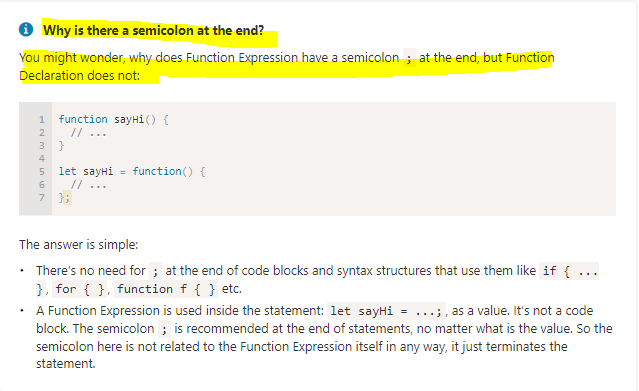 Why is there a semicolon at the end?
You might wonder, why does Function Expression have a semicolon ; at the end, but Function
Declaration does not:
1 function sayHi() {
2   // ...
3 }
4
5 let sayHi = function() {
6   // ...
7 };
The answer is simple:
• There's no need for ; at the end of code blocks and syntax structures that use them like if { ...
}, for { }, function f { } etc.
• A Function Expression is used inside the statement: let sayHi = ...;, as a value. It's not a code
block. The semicolon ; is recommended at the end of statements, no matter what is the value. So the
semicolon here is not related to the Function Expression itself in any way, it just terminates the
statement.